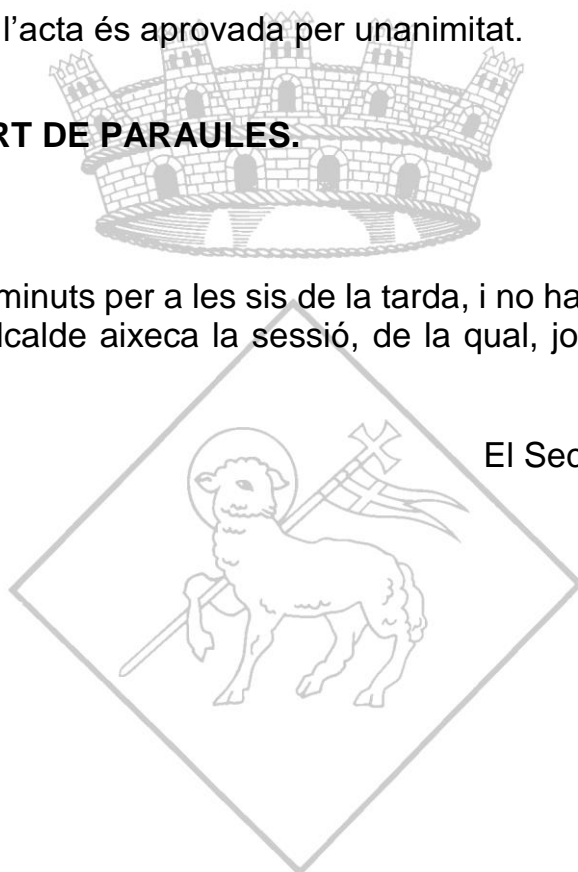 l’acta és aprovada per unanimitat.
RT DE PARAULES.
minuts per a les sis de la tarda, i no ha
lcalde aixeca la sessió, de la qual, jo
El Sec